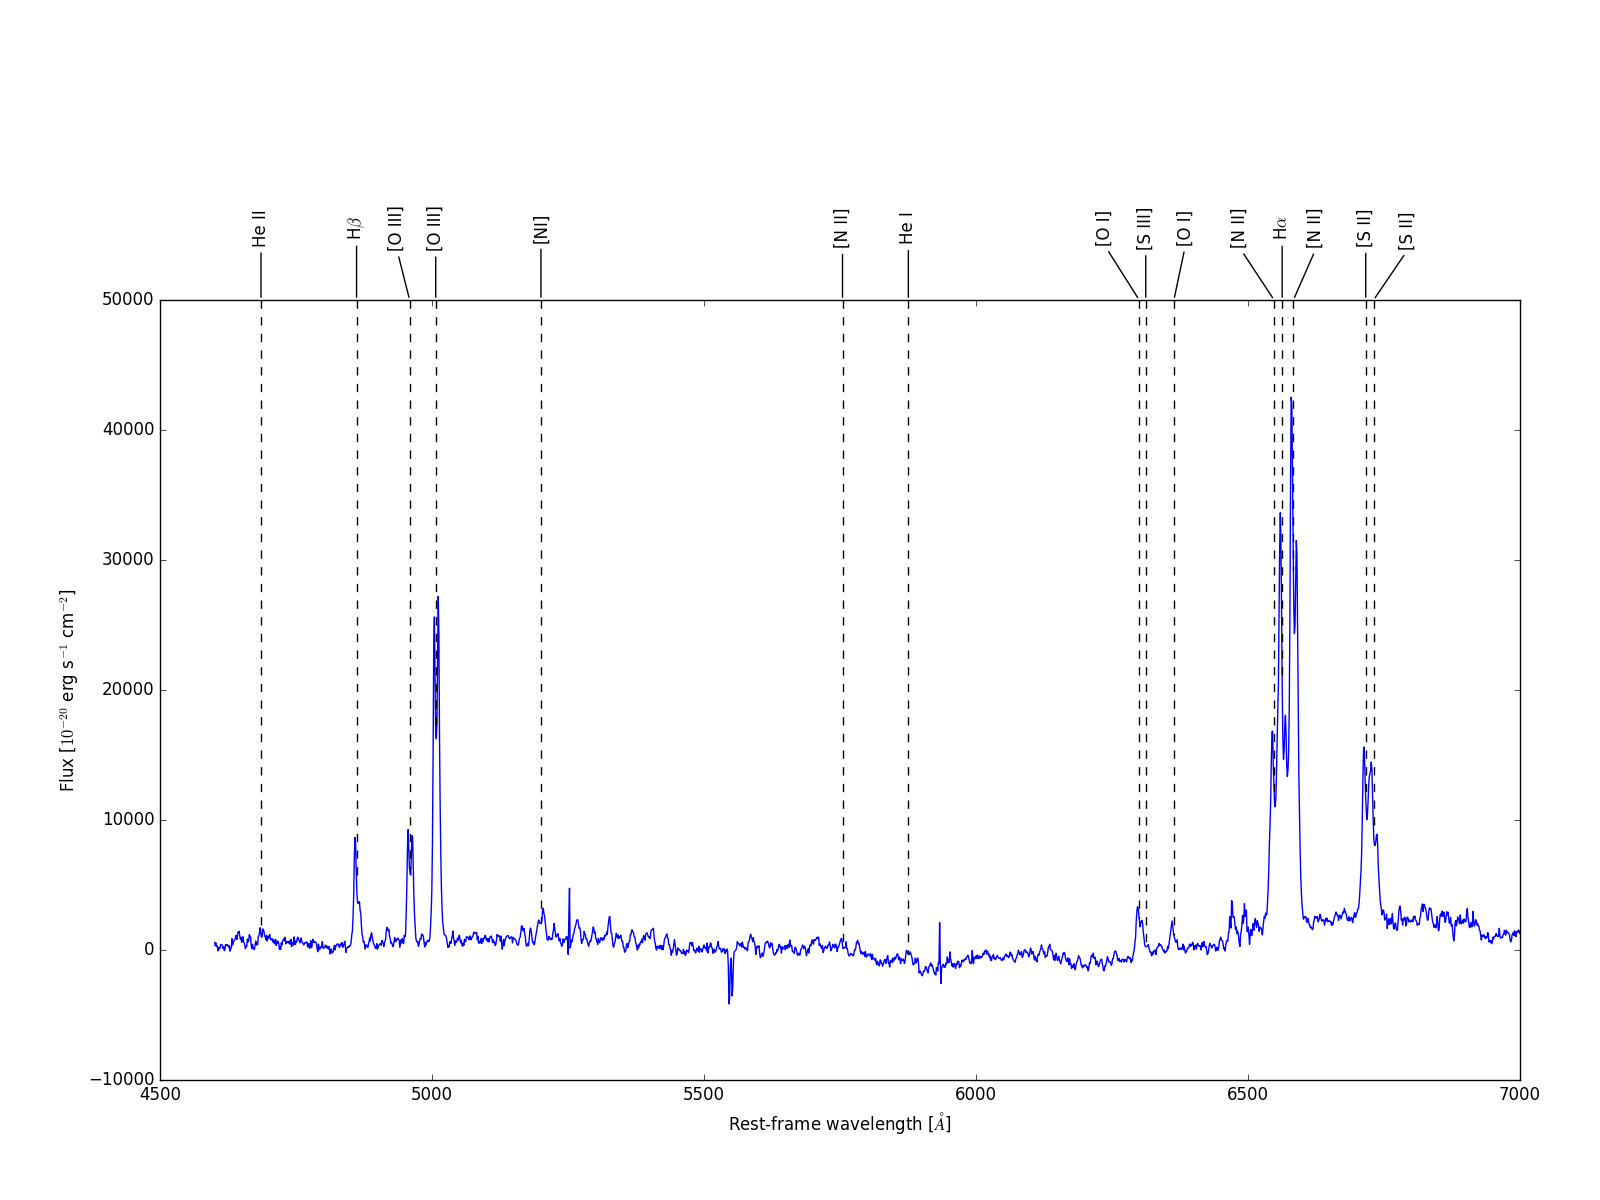 He II
Hβ
[O III]
[O III]
[NI]
[N II]
He I
[O I]
[S III]
[O I]
[N II]
Hα
[N II]
[S II]
[S II]
50000
40000
30000
20000
10000
0
−10000
Flux [10⁻²⁰ erg s⁻¹ cm⁻²]
4500
5000
5500
6000
6500
7000
Rest-frame wavelength [Å]